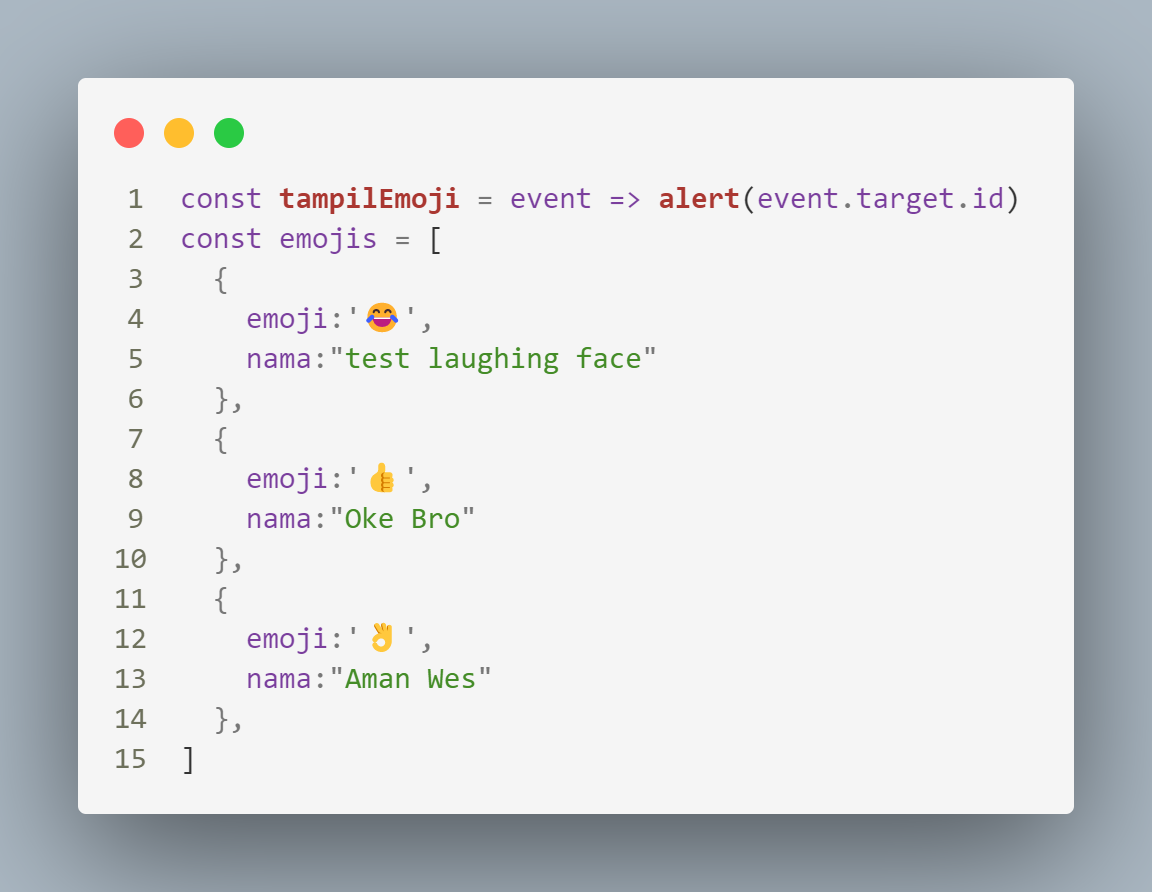 1 const tampilEmoji = event => alert(event.target.id)
2 const emojis = [
3   {
4     emoji:'😂',
5     nama:"test laughing face"
6   },
7   {
8     emoji:'👍',
9     nama:"Oke Bro"
10   },
11   {
12     emoji:'👌',
13     nama:"Aman Wes"
14   },
15 ]